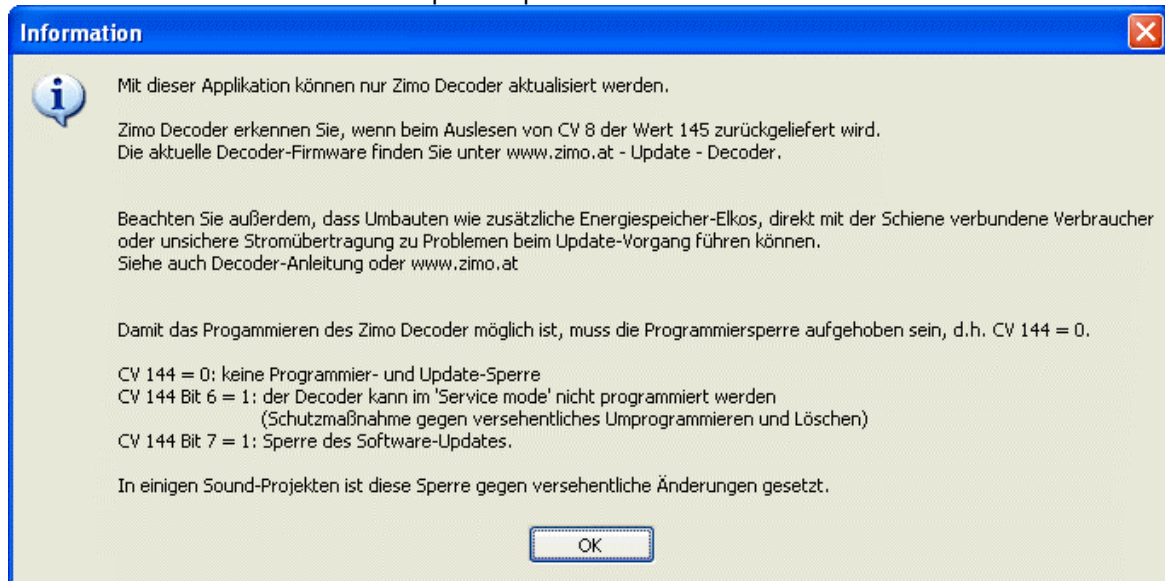 Information
Mit dieser Applikation können nur Zimo Decoder aktualisiert werden.
Zimo Decoder erkennen Sie, wenn beim Auslesen von CV 8 der Wert 145 zurückgeliefert wird.
Die aktuelle Decoder-Firmware finden Sie unter www.zimo.at - Update - Decoder.
Beachten Sie außerdem, dass Umbauten wie zusätzliche Energiespeicher-Elkos, direkt mit der Schiene verbundene Verbraucher
oder unsichere Stromübertragung zu Problemen beim Update-Vorgang führen können.
Siehe auch Decoder-Anleitung oder www.zimo.at
Damit das Progammieren des Zimo Decoder möglich ist, muss die Programmiersperre aufgehoben sein, d.h. CV 144 = 0.
CV 144 = 0: keine Programmier- und Update-Sperre
CV 144 Bit 6 = 1: der Decoder kann im 'Service mode' nicht programmiert werden
(Schutzmaßnahme gegen versehentliches Umprogrammieren und Löschen)
CV 144 Bit 7 = 1: Sperre des Software-Updates.
In einigen Sound-Projekten ist diese Sperre gegen versehentliche Änderungen gesetzt.
OK